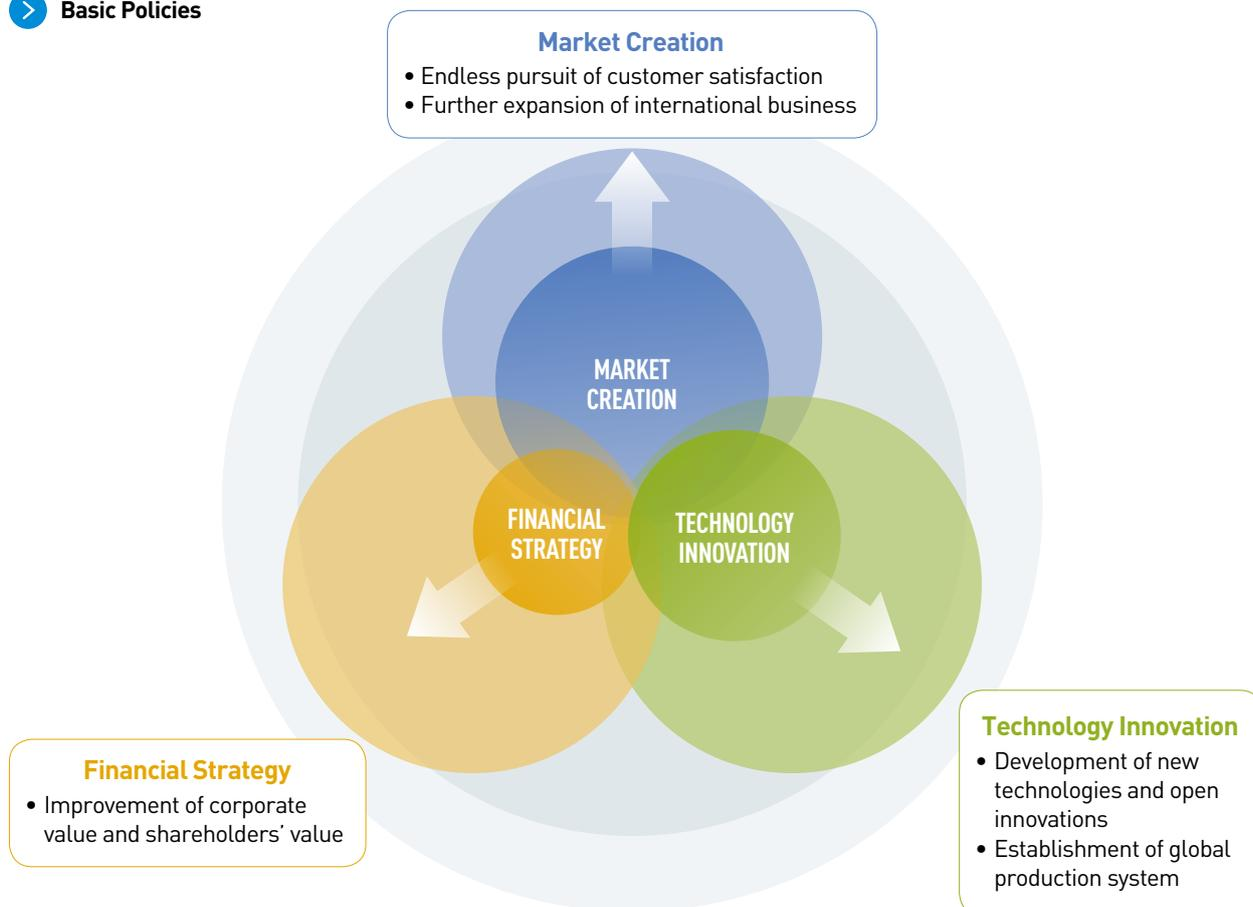 Basic Policies
Market Creation
• Endless pursuit of customer satisfaction
• Further expansion of international business
MARKET
CREATION
FINANCIAL
STRATEGY
TECHNOLOGY
INNOVATION
Financial Strategy
• Improvement of corporate
value and shareholders’ value
Technology Innovation
• Development of new
technologies and open
innovations
• Establishment of global
production system